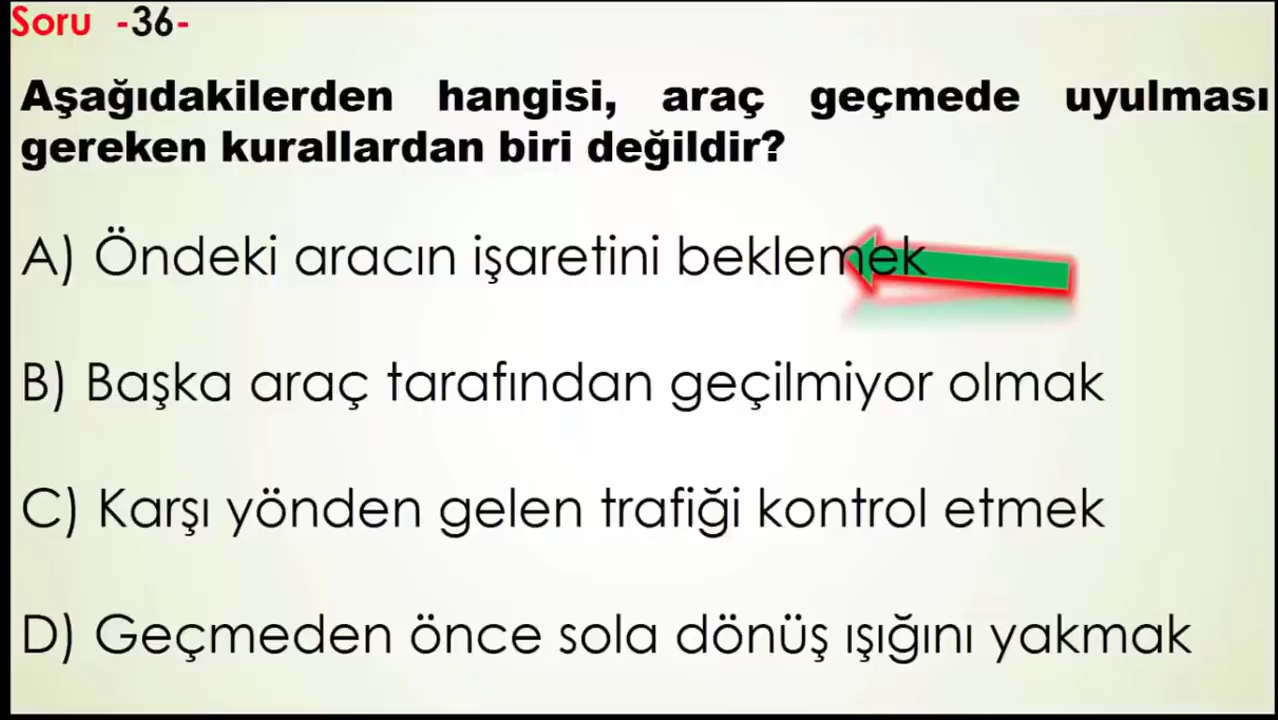 Soru -36-
Aşağıdakilerden hangisi, araç geçmede uyulması
gereken kurallardan biri değildir?
A) Öndeki aracın işaretini beklemek
B) Başka araç tarafından geçilmiyor olmak
C) Karşı yönden gelen trafiği kontrol etmek
D) Geçmeden önce sola dönüş ışığını yakmak